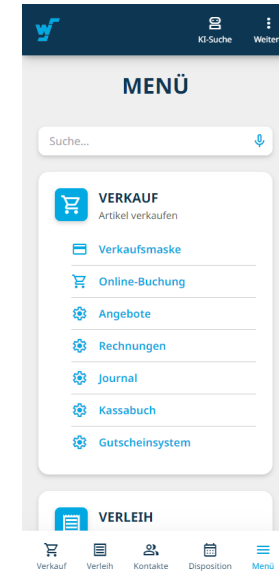 KI-Suche
Weiter
MENÜ
Suche...
VERKAUF
Artikel verkaufen
Verkaufsmaske
Online-Buchung
Angebote
Rechnungen
Journal
Kassabuch
Gutscheinsystem
VERLEIH
Verkauf
Verleih
Kontakte
Disposition
Menü